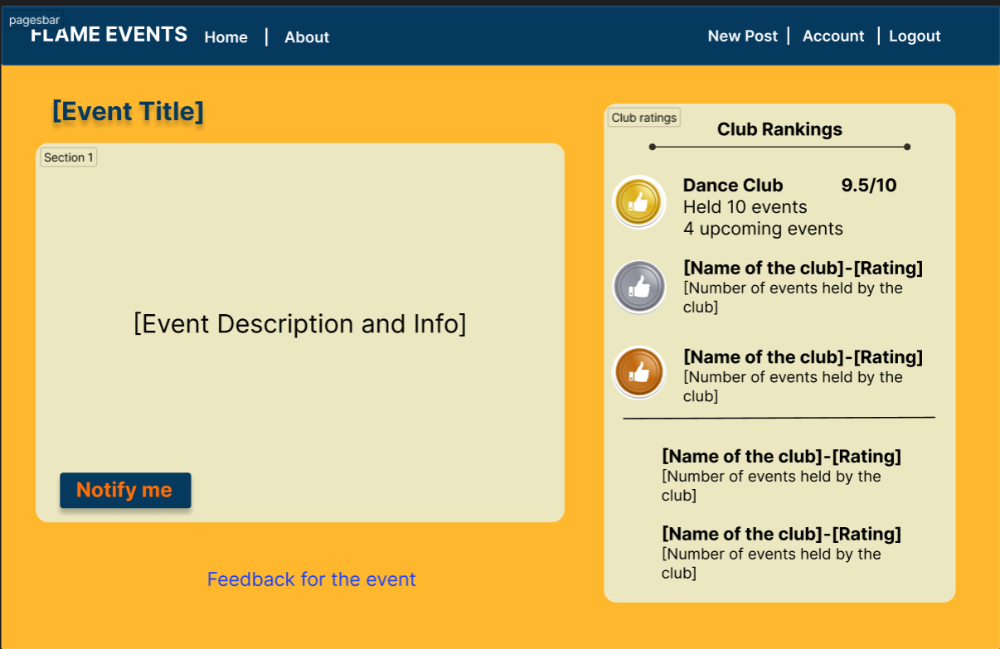 pagesbar
FLAME EVENTS Home | About New Post | Account | Logout
[Event Title]
Section 1
[Event Description and Info]
Notify me
Feedback for the event
Club ratings
Club Rankings
Dance Club 9.5/10
Held 10 events
4 upcoming events
[Name of the club]-[Rating]
[Number of events held by the
club]
[Name of the club]-[Rating]
[Number of events held by the
club]
[Name of the club]-[Rating]
[Number of events held by the
club]
[Name of the club]-[Rating]
[Number of events held by the
club]